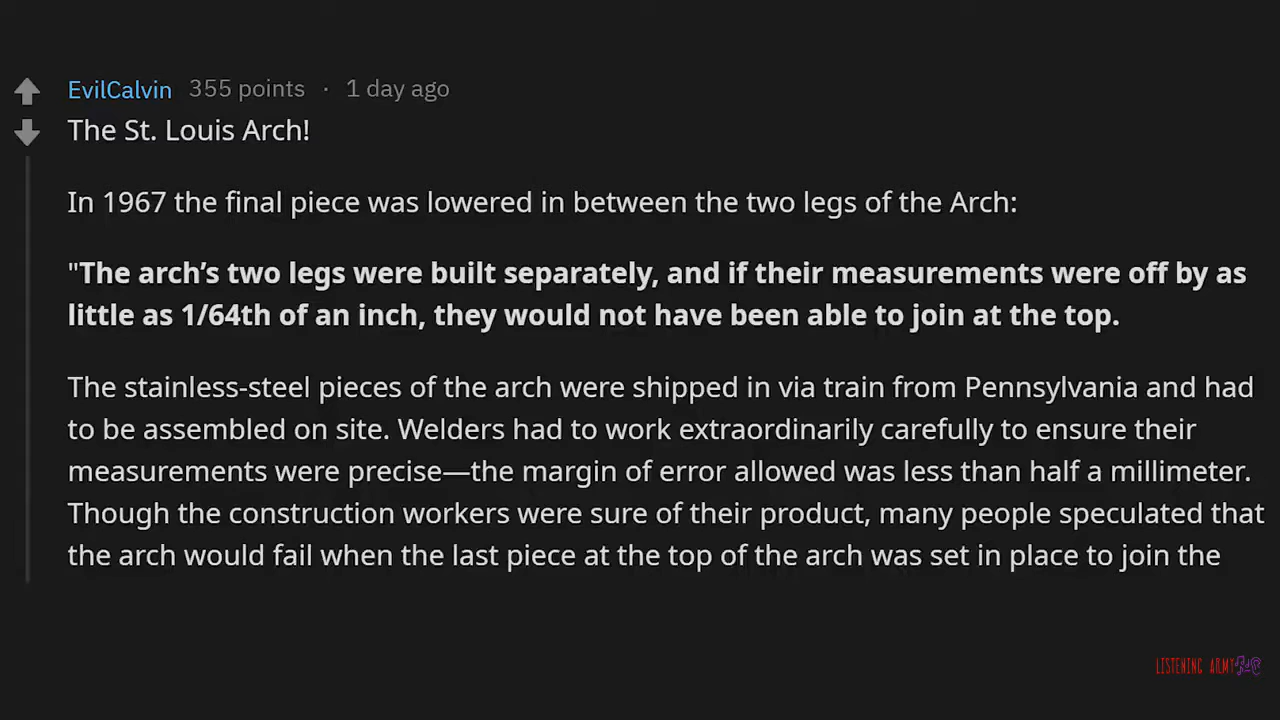 EvilCalvin 355 points · 1 day ago
The St. Louis Arch!
In 1967 the final piece was lowered in between the two legs of the Arch:
"The arch’s two legs were built separately, and if their measurements were off by as
little as 1/64th of an inch, they would not have been able to join at the top.
The stainless-steel pieces of the arch were shipped in via train from Pennsylvania and had
to be assembled on site. Welders had to work extraordinarily carefully to ensure their
measurements were precise—the margin of error allowed was less than half a millimeter.
Though the construction workers were sure of their product, many people speculated that
the arch would fail when the last piece at the top of the arch was set in place to join the
LISTENING ARMY